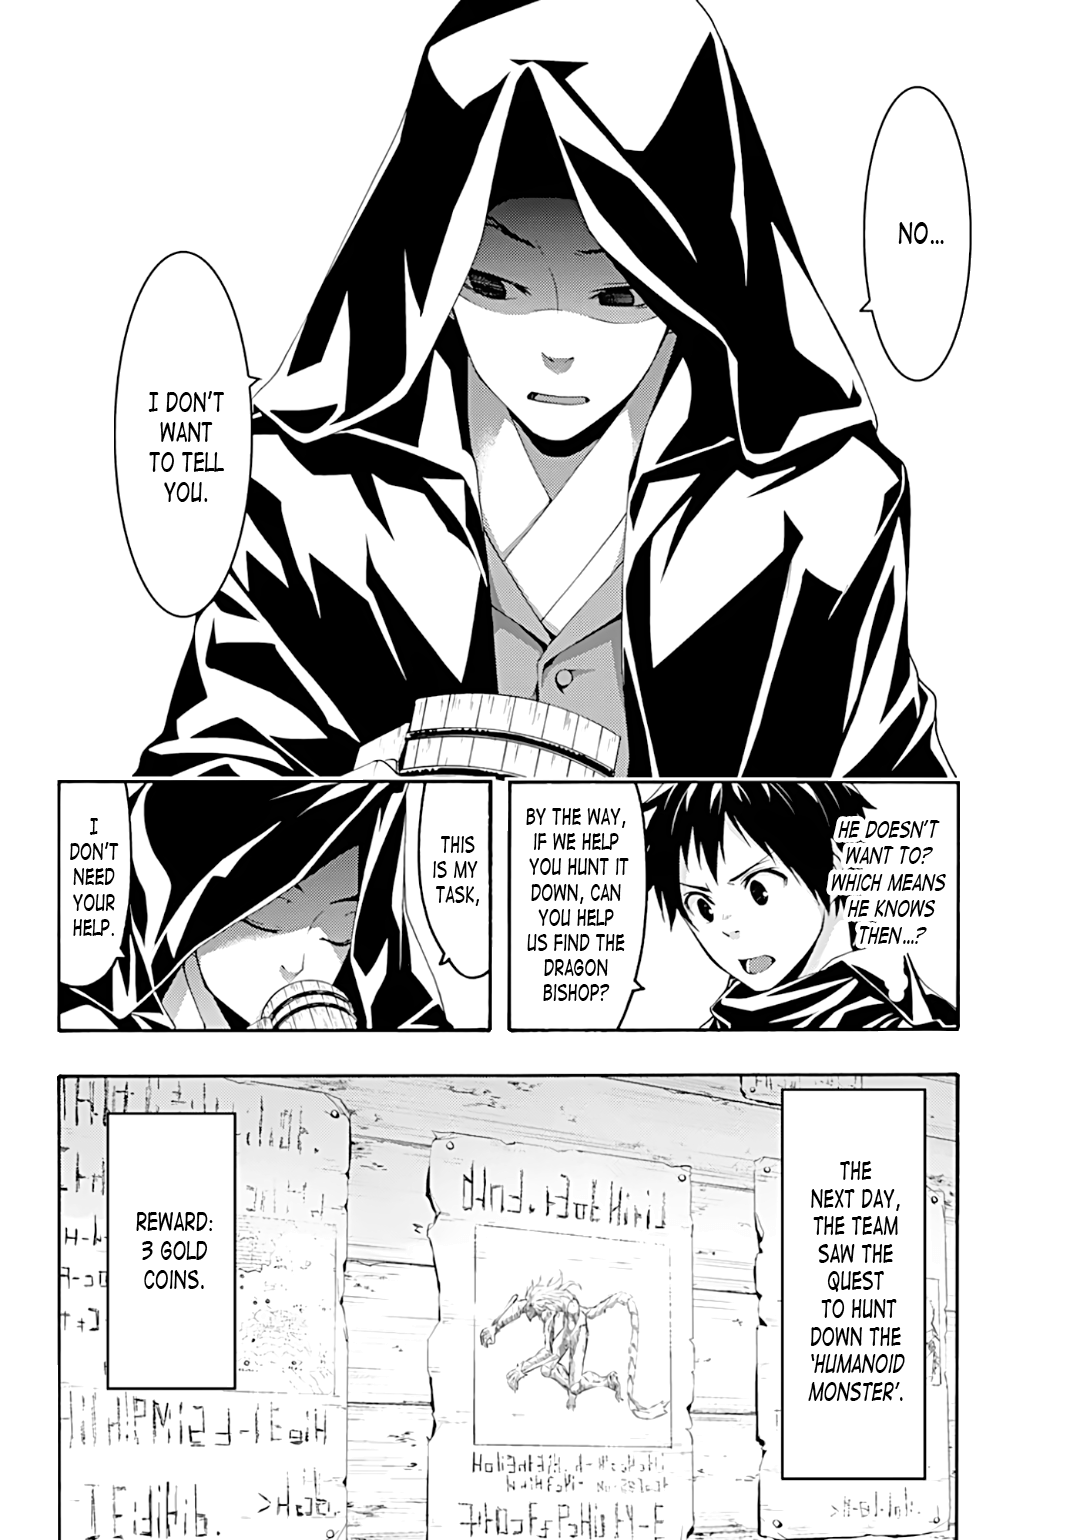 NO...
I DON'T
WANT
TO TELL
YOU.
HE DOESN'T
WANT TO?
WHICH MEANS
HE KNOWS
THEN...?
BY THE WAY,
IF WE HELP
YOU HUNT IT
DOWN, CAN
YOU HELP
US FIND THE
DRAGON
BISHOP?
THIS
IS MY
TASK,
I
DON'T
NEED
YOUR
HELP.
THE
NEXT DAY,
THE TEAM
SAW THE
QUEST
TO HUNT
DOWN THE
'HUMANOID
MONSTER'.
REWARD:
3 GOLD
COINS.